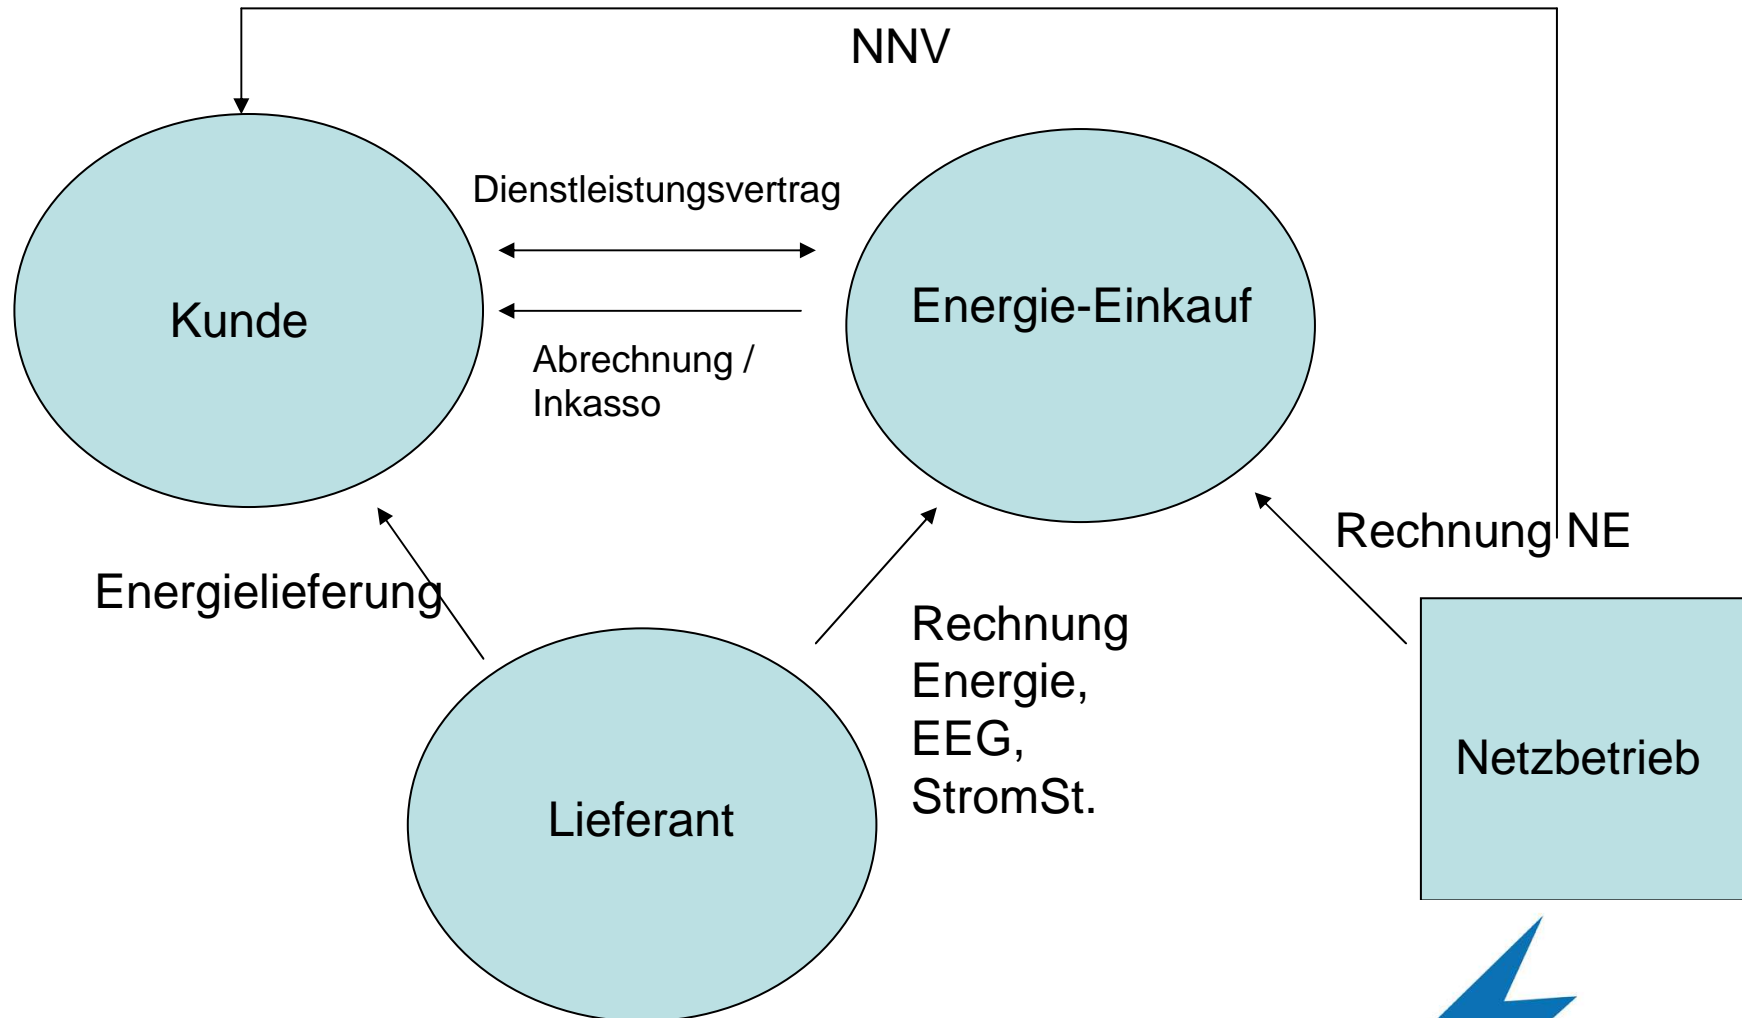 NNV
Dienstleistungsvertrag
Kunde
Energie-Einkauf
Abrechnung /
Inkasso
Rechnung NE
Energielieferung
Rechnung
Energie,
EEG,
StromSt.
Netzbetrieb
Lieferant